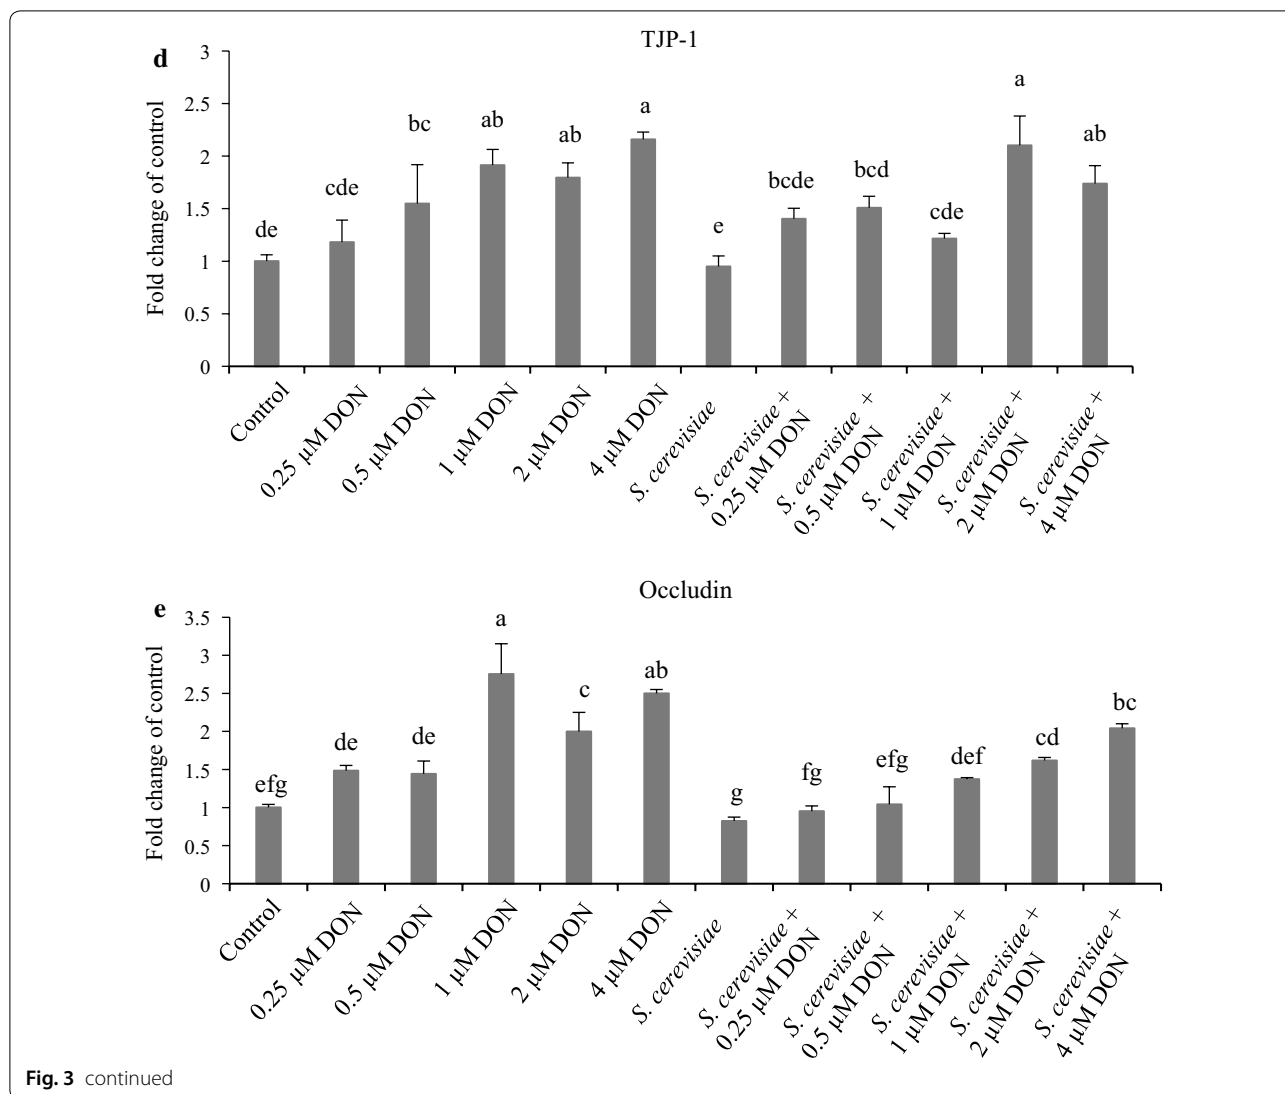 d
TJP-1
Fold change of control
3
2.5
2
1.5
1
0.5
0
de
cde
bc
ab
ab
a
e
bcde
bcd
cde
a
ab
Control
0.25 µM DON
0.5 µM DON
1 µM DON
2 µM DON
4 µM DON
S. cerevisiae
S. cerevisiae +
0.25 µM DON
S. cerevisiae +
0.5 µM DON
S. cerevisiae +
1 µM DON
S. cerevisiae +
2 µM DON
S. cerevisiae +
4 µM DON
e
Occludin
Fold change of control
3.5
3
2.5
2
1.5
1
0.5
0
efg
de
de
a
c
ab
g
fg
efg
def
cd
bc
Control
0.25 µM DON
0.5 µM DON
1 µM DON
2 µM DON
4 µM DON
S. cerevisiae
S. cerevisiae +
0.25 µM DON
S. cerevisiae +
0.5 µM DON
S. cerevisiae +
1 µM DON
S. cerevisiae +
2 µM DON
S. cerevisiae +
4 µM DON
Fig. 3 continued